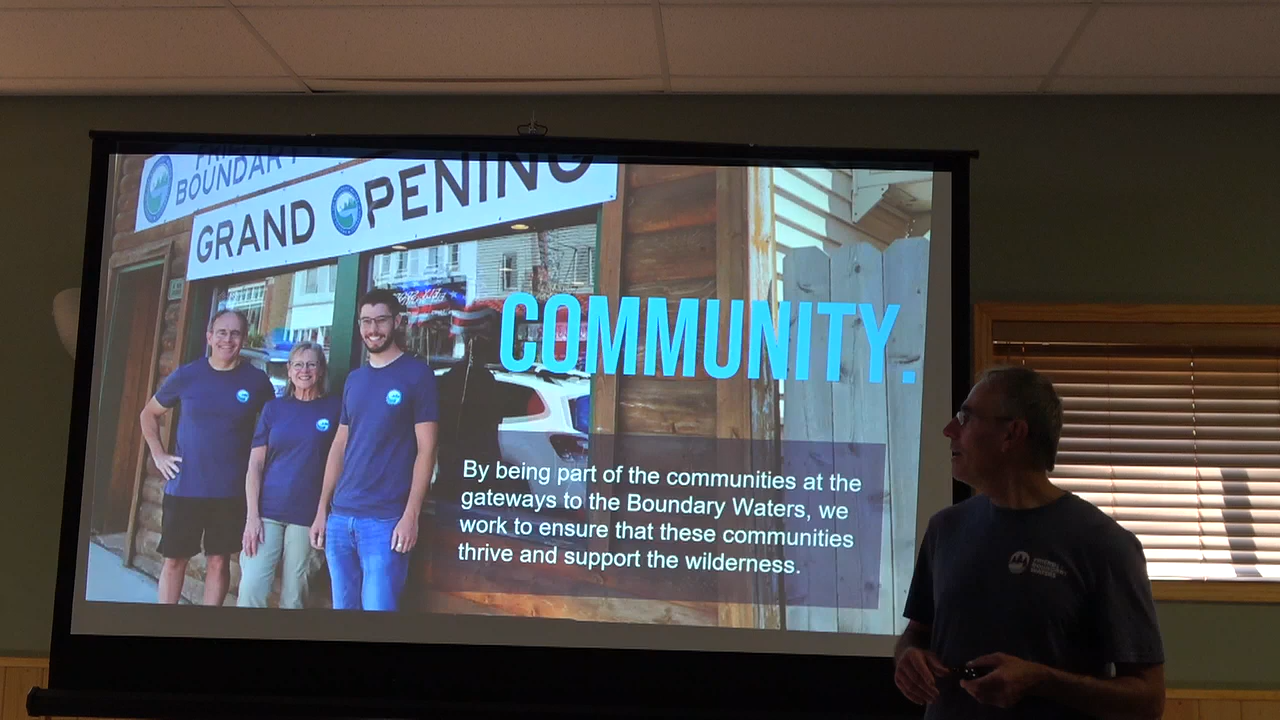 BOUNDARY
GRAND OPENING
COMMUNITY.
By being part of the communities at the
gateways to the Boundary Waters, we
work to ensure that these communities
thrive and support the wilderness.